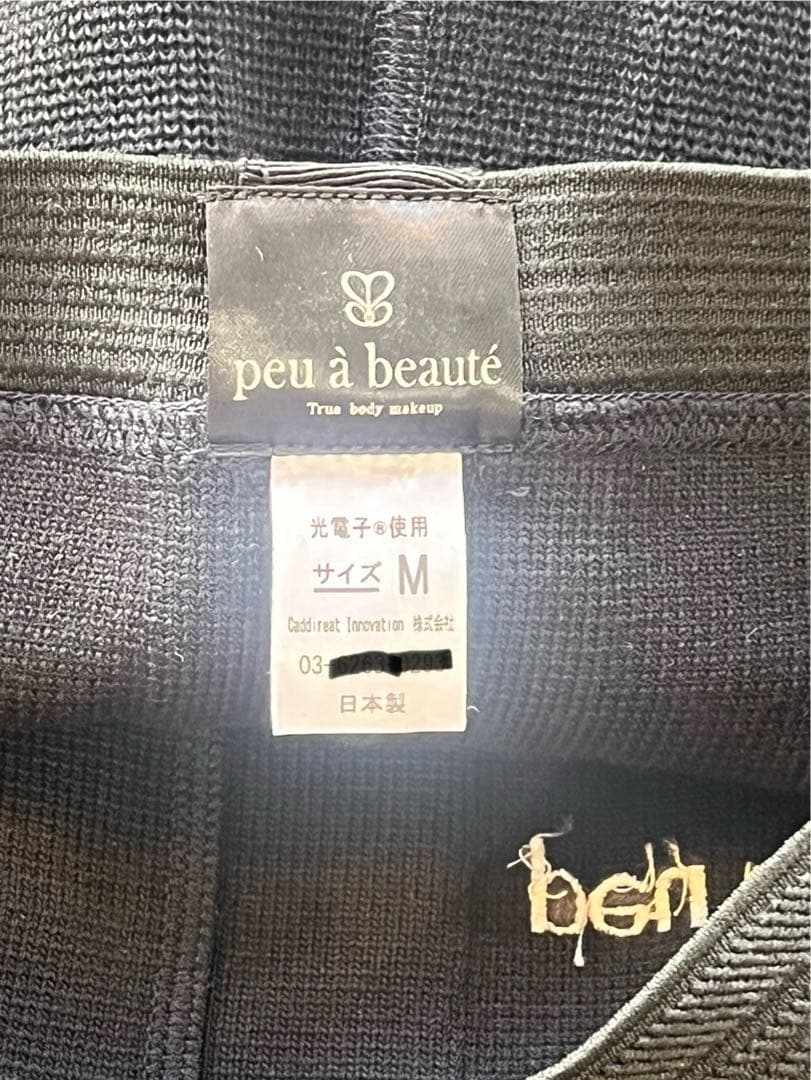 peu à beauté
True body makeup
光電子®使用
サイズ M
Caddireat Innovation 株式会社
03-
日本製